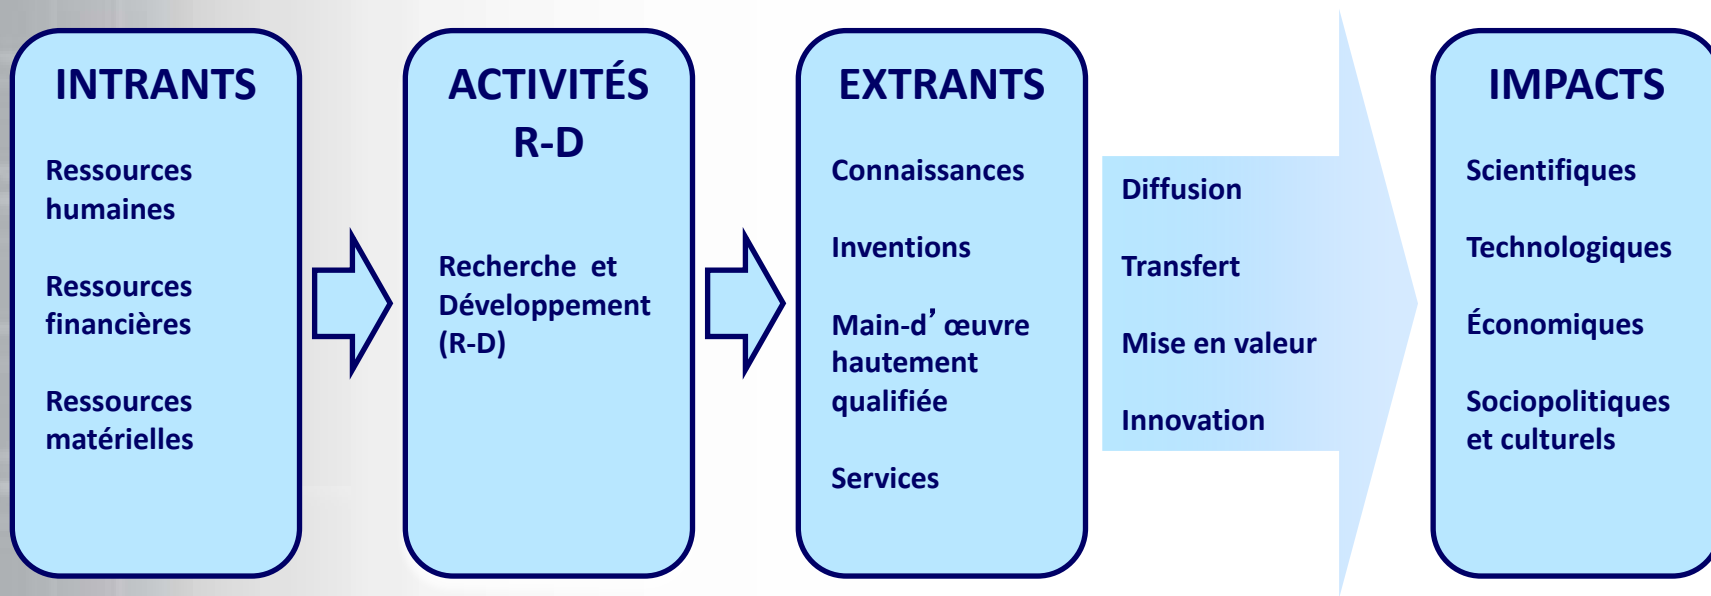 INTRANTS
Ressources
humaines
Ressources
financières
Ressources
matérielles
ACTIVITÉS
R-D
Recherche et
Développement
(R-D)
EXTRANTS
Connaissances
Inventions
Main-d’œuvre
hautement
qualifiée
Services
Diffusion
Transfert
Mise en valeur
Innovation
IMPACTS
Scientifiques
Technologiques
Économiques
Sociopolitiques
et culturels